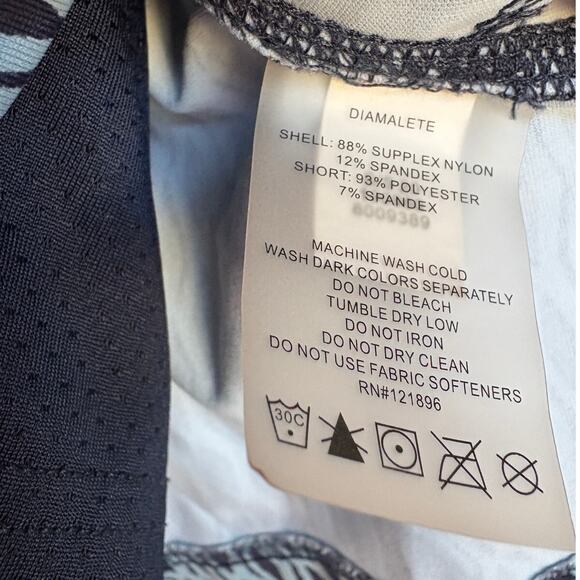 DIAMALETE
SHELL: 88% SUPPLEX NYLON
12% SPANDEX
SHORT: 93% POLYESTER
7% SPANDEX
8009389
MACHINE WASH COLD
WASH DARK COLORS SEPARATELY
DO NOT BLEACH
TUMBLE DRY LOW
DO NOT IRON
DO NOT DRY CLEAN
DO NOT USE FABRIC SOFTENERS
RN#121896
30C